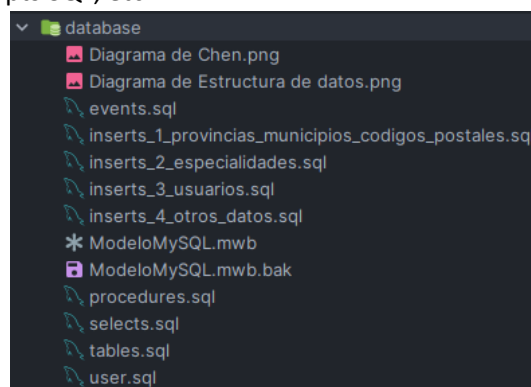 database
Diagrama de Chen.png
Diagrama de Estructura de datos.png
events.sql
inserts_1_provincias_municipios_codigos_postales.sq
inserts_2_especialidades.sql
inserts_3_usuarios.sql
inserts_4_otros_datos.sql
ModeloMySQL.mwb
ModeloMySQL.mwb.bak
procedures.sql
selects.sql
tables.sql
user.sql